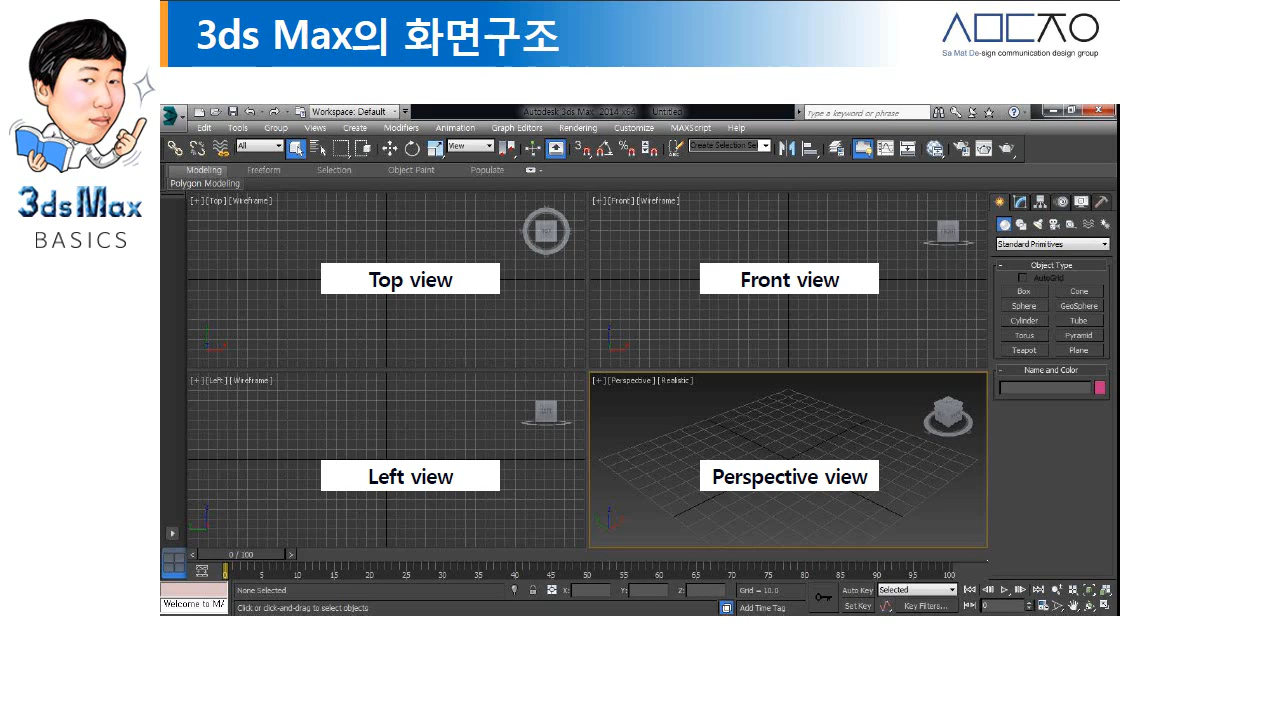 3ds Max의 화면구조
Sa Mat De-sign communication design group
3ds Max
BASICS
Workspace: Default
Autodesk 3ds Max 2014 x64 Untitled
Type a keyword or phrase
Edit Tools Group Views Create Modifiers Animation Graph Editors Rendering Customize MAXScript Help
All
View
3
Create Selection Se
Modeling Freeform Selection Object Paint Populate
Polygon Modeling
[+] [Top] [Wireframe]
[+] [Front] [Wireframe]
TOP
FRONT
Top view
Front view
Standard Primitives
- Object Type
AutoGrid
Box Cone
Sphere GeoSphere
Cylinder Tube
Torus Pyramid
Teapot Plane
- Name and Color
[+] [Left] [Wireframe]
[+] [Perspective] [Realistic]
LEFT
Left view
Perspective view
< 0 / 100 >
0 5 10 15 20 25 30 35 40 45 50 55 60 65 70 75 80 85 90 95 100
None Selected X: Y: Z: Grid = 10.0 Auto Key Selected
Welcome to MA
Click or click-and-drag to select objects Add Time Tag Set Key Key Filters... 0